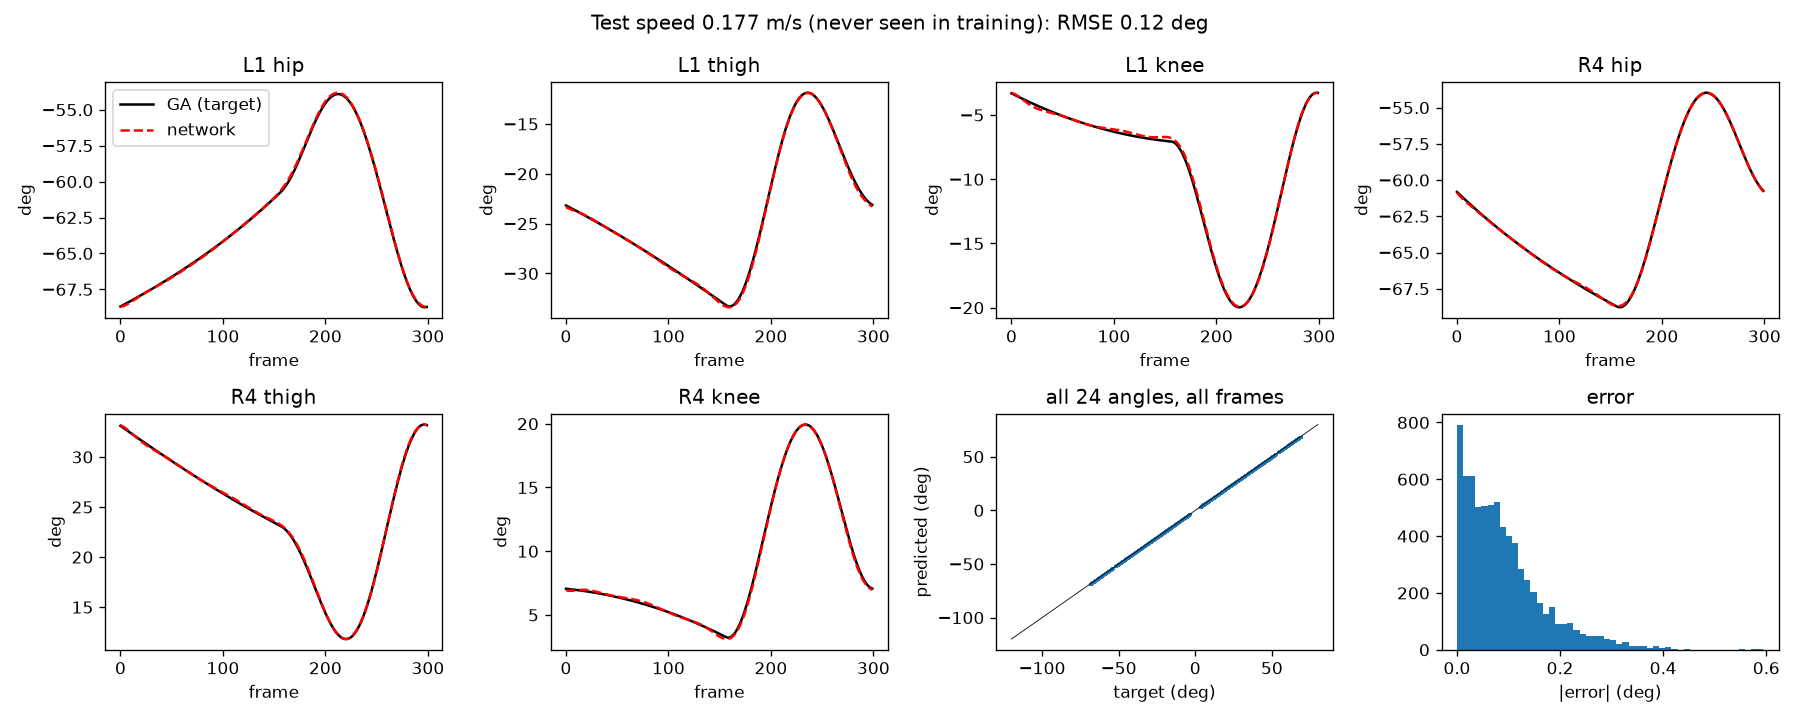 Test speed 0.177 m/s (never seen in training): RMSE 0.12 deg
L1 hip
GA (target)
network
deg
−55.0
−57.5
−60.0
−62.5
−65.0
−67.5
0 100 200 300
frame
L1 thigh
deg
−15
−20
−25
−30
0 100 200 300
frame
L1 knee
deg
−5
−10
−15
−20
0 100 200 300
frame
R4 hip
deg
−55.0
−57.5
−60.0
−62.5
−65.0
−67.5
0 100 200 300
frame
R4 thigh
deg
30
25
20
15
0 100 200 300
frame
R4 knee
deg
20
15
10
5
0 100 200 300
frame
all 24 angles, all frames
predicted (deg)
50
0
−50
−100
−100 −50 0 50
target (deg)
error
800
600
400
200
0
0.0 0.2 0.4 0.6
|error| (deg)